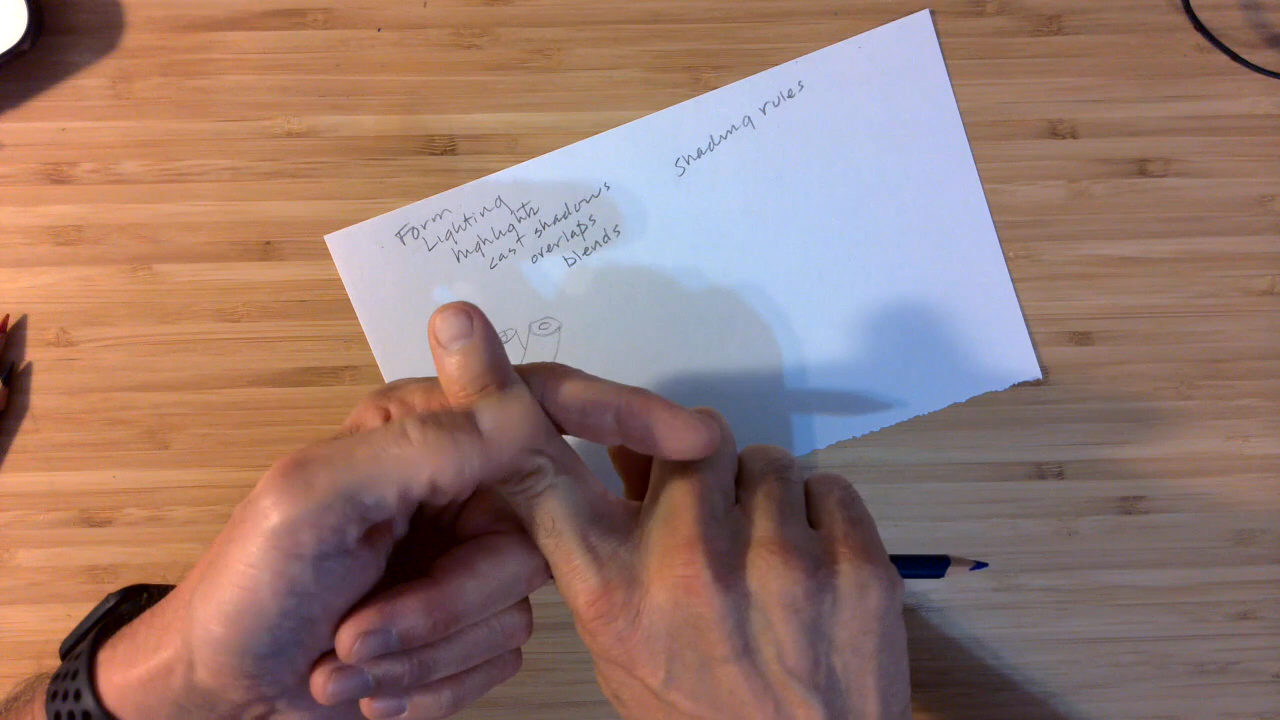 Form
Lighting
highlights
cast shadows
overlaps
blends
Shading rules